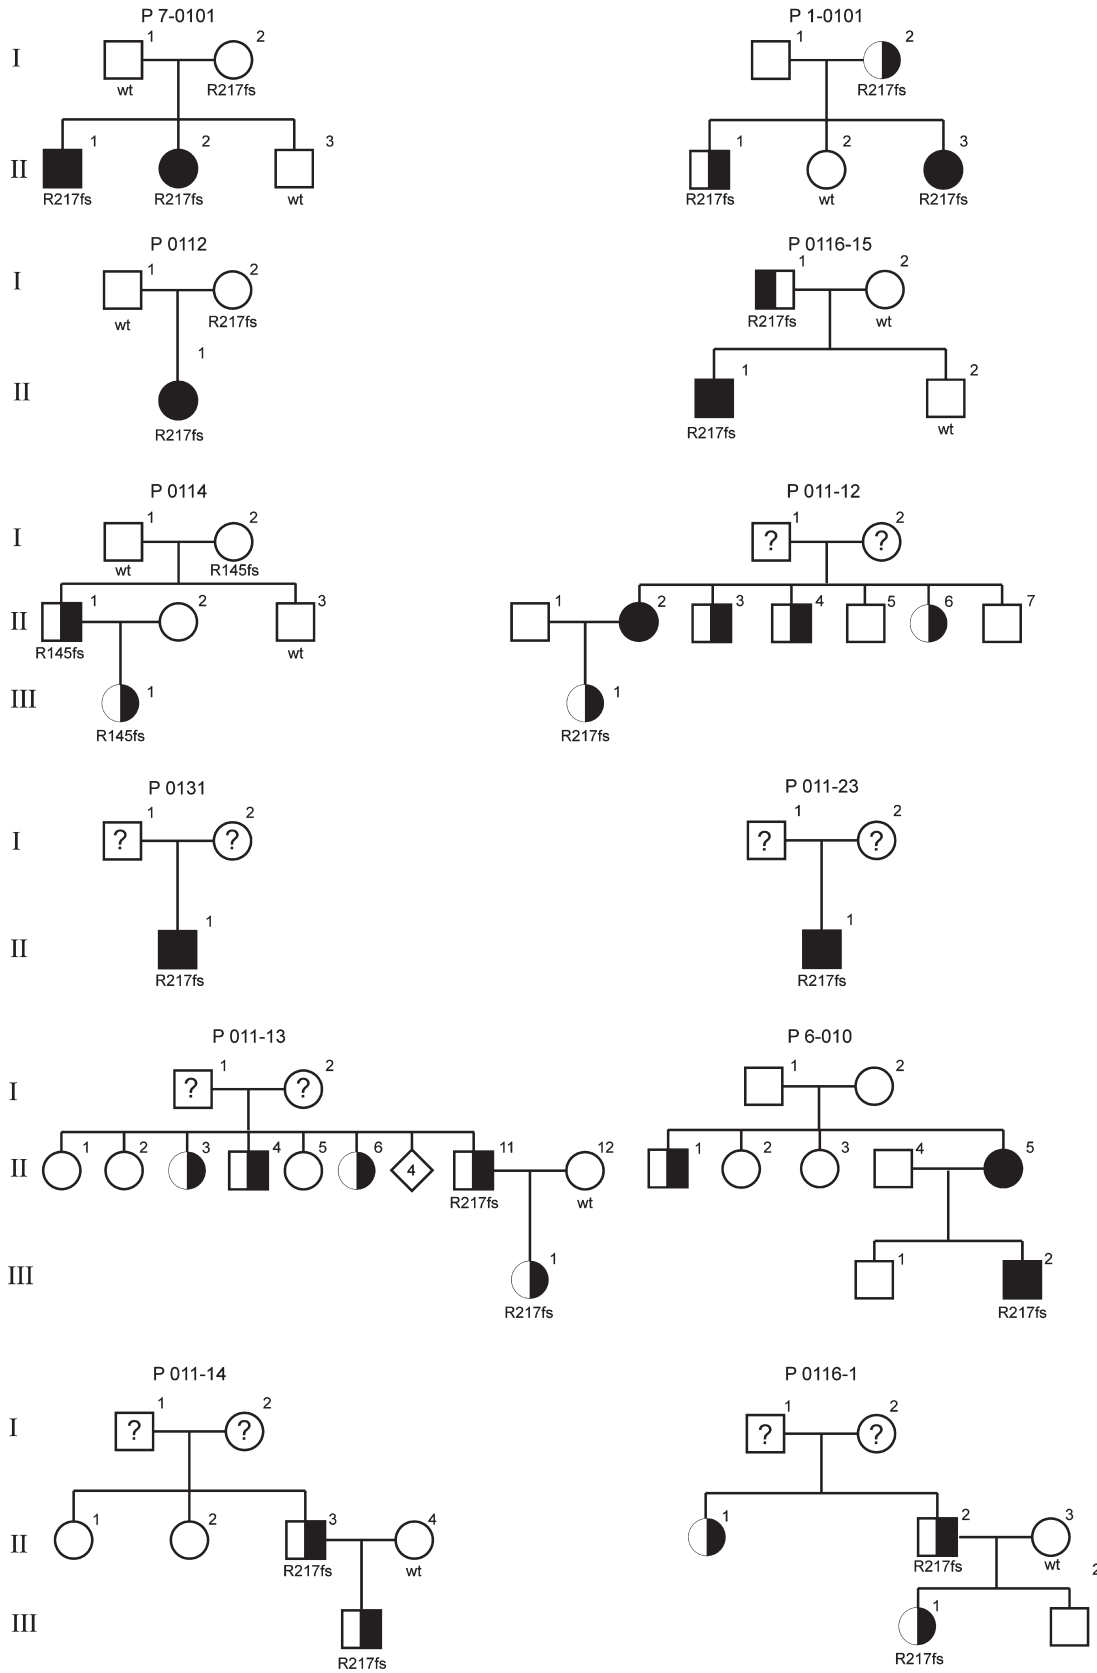 P 7-0101 P 1-0101
I 1 2 1 2
wt R217fs R217fs
II 1 2 3 1 2 3
R217fs R217fs wt R217fs wt R217fs
P 0112 P 0116-15
I 1 2 1 2
wt R217fs R217fs wt
1
II 1 2
R217fs R217fs wt
P 0114 P 011-12
I 1 2 ? 1 ? 2
wt R145fs
II 1 2 3 1 2 3 4 5 6 7
R145fs wt
III 1 1
R145fs R217fs
P 0131 P 011-23
I ? 1 ? 2 ? 1 ? 2
II 1 1
R217fs R217fs
P 011-13 P 6-010
I ? 1 ? 2 1 2
II 1 2 3 4 5 6 4 11 12 1 2 3 4 5
R217fs wt
III 1 1 2
R217fs R217fs
P 011-14 P 0116-1
I ? 1 ? 2 ? 1 ? 2
II 1 2 3 4 1 2 3
R217fs wt R217fs wt
2
III 1
R217fs R217fs